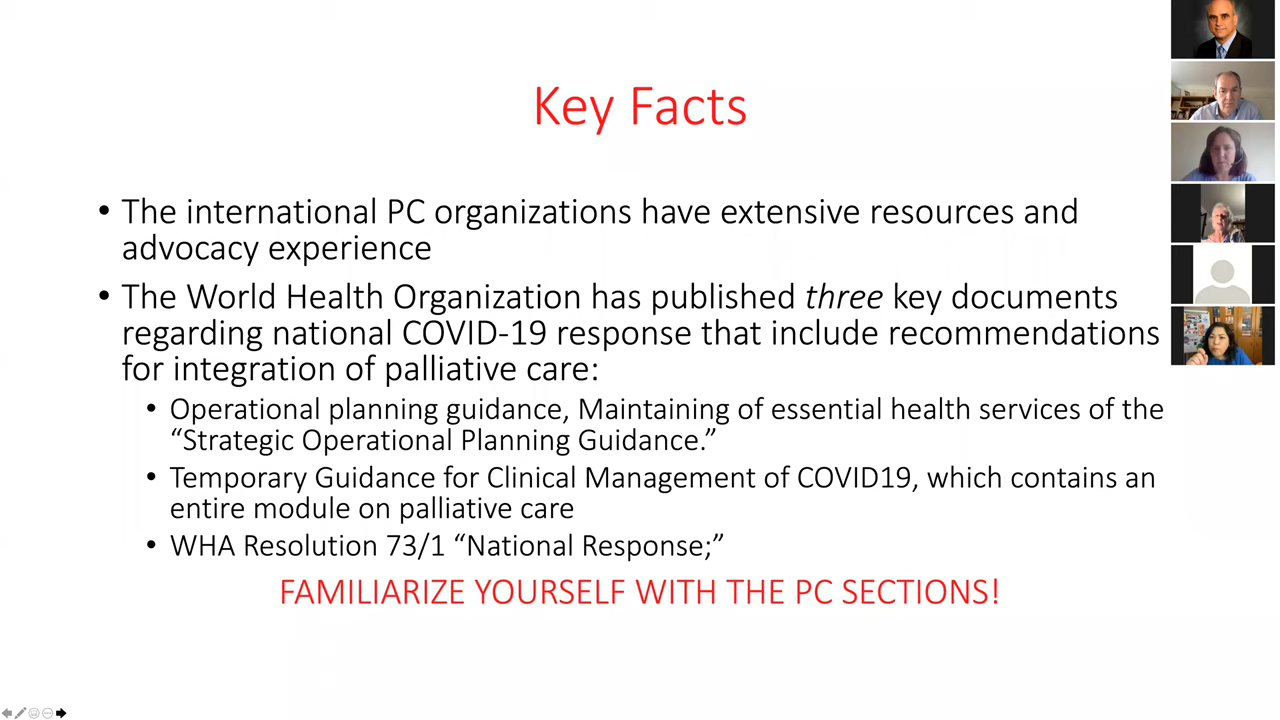 Key Facts
• The international PC organizations have extensive resources and
advocacy experience
• The World Health Organization has published three key documents
regarding national COVID-19 response that include recommendations
for integration of palliative care:
• Operational planning guidance, Maintaining of essential health services of the
“Strategic Operational Planning Guidance.”
• Temporary Guidance for Clinical Management of COVID19, which contains an
entire module on palliative care
• WHA Resolution 73/1 “National Response;”
FAMILIARIZE YOURSELF WITH THE PC SECTIONS!